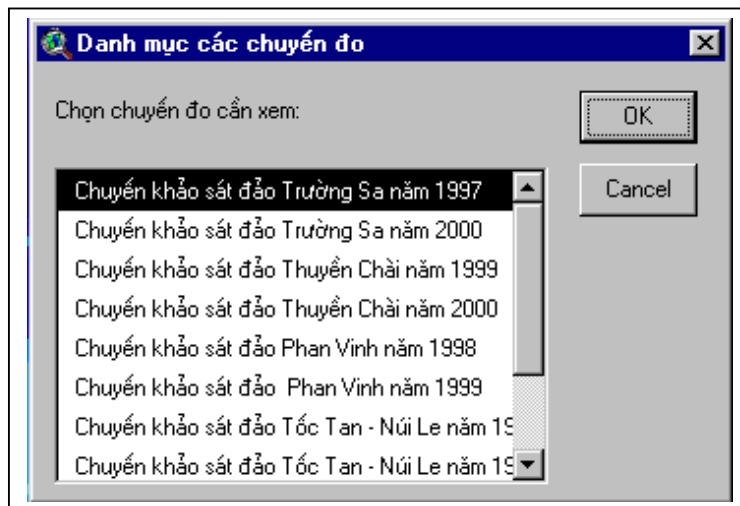 Danh mục các chuyến đo
Chọn chuyến đo cần xem:
OK
Chuyến khảo sát đảo Trường Sa năm 1997
Cancel
Chuyến khảo sát đảo Trường Sa năm 2000
Chuyến khảo sát đảo Thuyền Chài năm 1999
Chuyến khảo sát đảo Thuyền Chài năm 2000
Chuyến khảo sát đảo Phan Vinh năm 1998
Chuyến khảo sát đảo Phan Vinh năm 1999
Chuyến khảo sát đảo Tốc Tan - Núi Le năm
Chuyến khảo sát đảo Tốc Tan - Núi Le năm